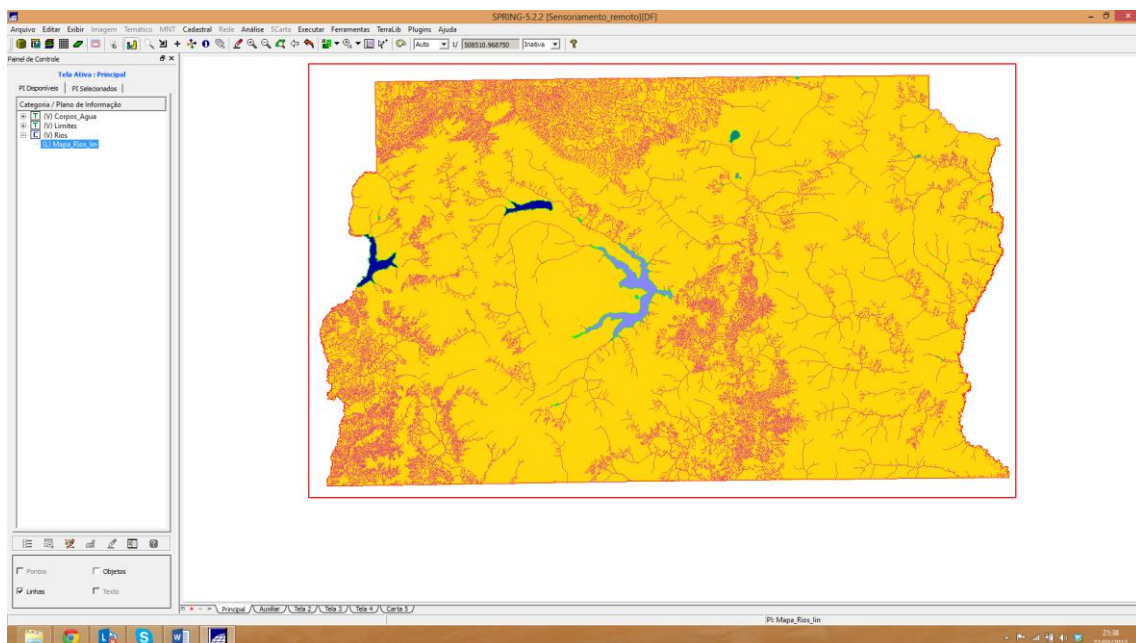 SPRING-5.2.2 [Sensoriamento_remoto][DF]
Arquivo Editar Exibir Imagem Temático MNT Cadastral Rede Análise SCarta Executar Ferramentas TerraLib Plugins Ajuda
Auto 1/ 508510.968750 Inativa
Painel de Controle
Tela Ativa : Principal
PI Disponíveis PI Selecionados
Categoria / Plano de Informação
T (V) Corpos_Agua
T (V) Limites
C (V) Rios
(L) Mapa_Rios_lin
Pontos Objetos
Linhas Texto
Principal Auxiliar Tela 2 Tela 3 Tela 4 Carta 5
PI: Mapa_Rios_lin
21:38